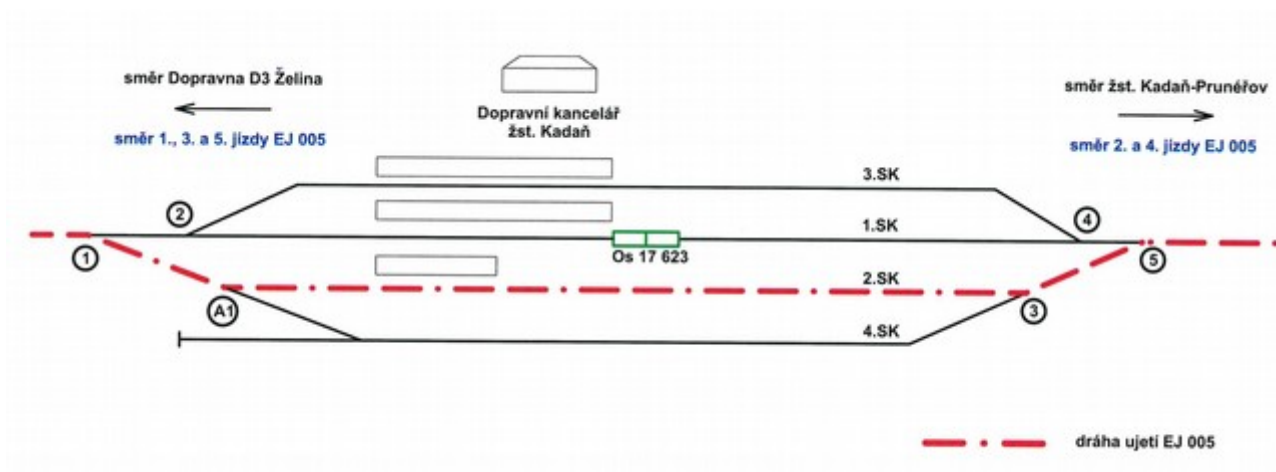 směr Dopravna D3 Želina
směr 1., 3. a 5. jízdy EJ 005
Dopravní kancelář
žst. Kadaň
směr žst. Kadaň-Prunéřov
směr 2. a 4. jízdy EJ 005
3.SK
2
4
1.SK
1
Os 17 623
5
2.SK
A1
3
4.SK
dráha ujetí EJ 005